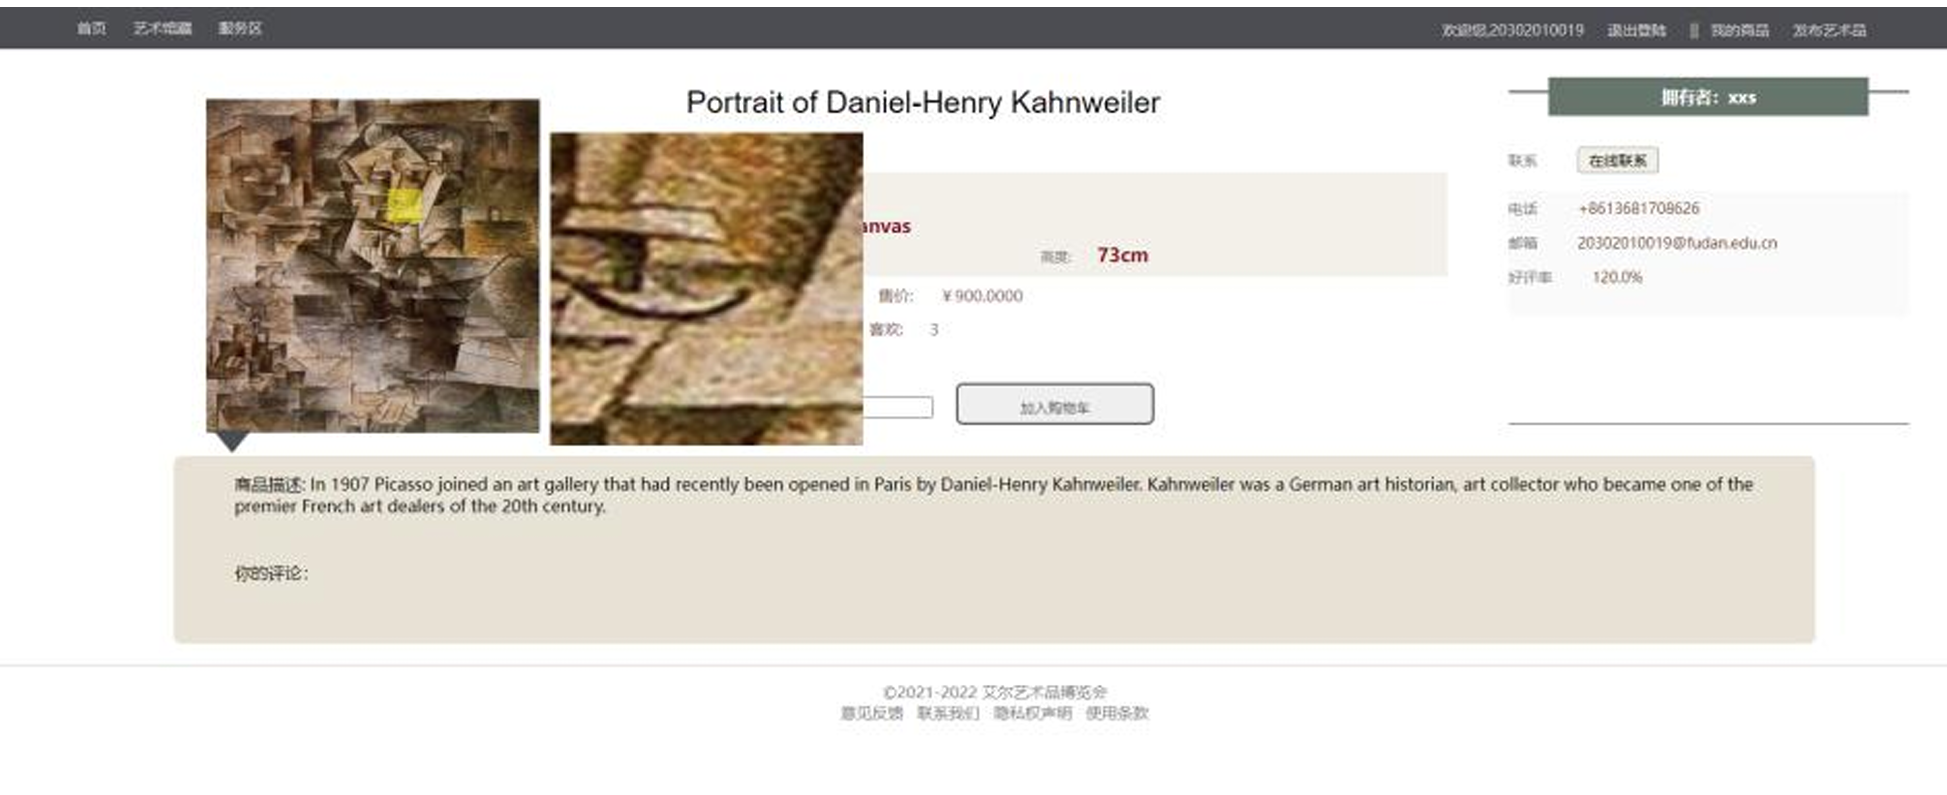 首页 艺术馆藏 服务区 欢迎您,20302010019 退出登陆 || 我的商品 发布艺术品
Portrait of Daniel-Henry Kahnweiler
拥有者：xxs
联系 在线联系
anvas
电话 +8613681708626
高度: 73cm
邮箱 20302010019@fudan.edu.cn
好评率 120.0%
售价: ￥900.0000
喜欢: 3
加入购物车
商品描述: In 1907 Picasso joined an art gallery that had recently been opened in Paris by Daniel-Henry Kahnweiler. Kahnweiler was a German art historian, art collector who became one of the
premier French art dealers of the 20th century.
你的评论：
©2021-2022 艾尔艺术品博览会
意见反馈 联系我们 隐私权声明 使用条款